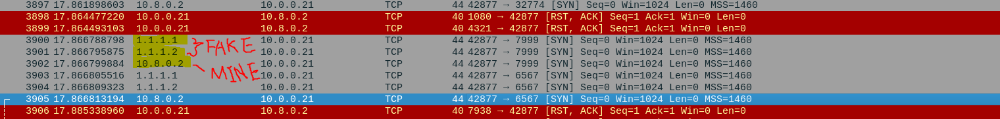 3897 17.861898603 10.8.0.2 10.0.0.21 TCP 44 42877 → 32774 [SYN] Seq=0 Win=1024 Len=0 MSS=1460
3898 17.864477220 10.0.0.21 10.8.0.2 TCP 40 1080 → 42877 [RST, ACK] Seq=1 Ack=1 Win=0 Len=0
3899 17.864493103 10.0.0.21 10.8.0.2 TCP 40 4321 → 42877 [RST, ACK] Seq=1 Ack=1 Win=0 Len=0
3900 17.866788798 1.1.1.1 10.0.0.21 TCP 44 42877 → 7999 [SYN] Seq=0 Win=1024 Len=0 MSS=1460
FAKE
3901 17.866795875 1.1.1.2 10.0.0.21 TCP 44 42877 → 7999 [SYN] Seq=0 Win=1024 Len=0 MSS=1460
3902 17.866799884 10.8.0.2 10.0.0.21 TCP 44 42877 → 7999 [SYN] Seq=0 Win=1024 Len=0 MSS=1460
MINE
3903 17.866805516 1.1.1.1 10.0.0.21 TCP 44 42877 → 6567 [SYN] Seq=0 Win=1024 Len=0 MSS=1460
3904 17.866809323 1.1.1.2 10.0.0.21 TCP 44 42877 → 6567 [SYN] Seq=0 Win=1024 Len=0 MSS=1460
3905 17.866813194 10.8.0.2 10.0.0.21 TCP 44 42877 → 6567 [SYN] Seq=0 Win=1024 Len=0 MSS=1460
3906 17.885338960 10.0.0.21 10.8.0.2 TCP 40 7938 → 42877 [RST, ACK] Seq=1 Ack=1 Win=0 Len=0